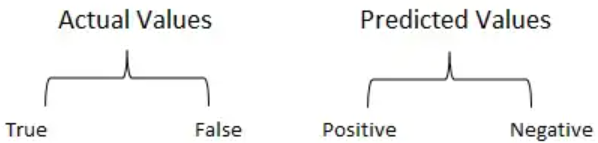 Actual Values Predicted Values
True False Positive Negative